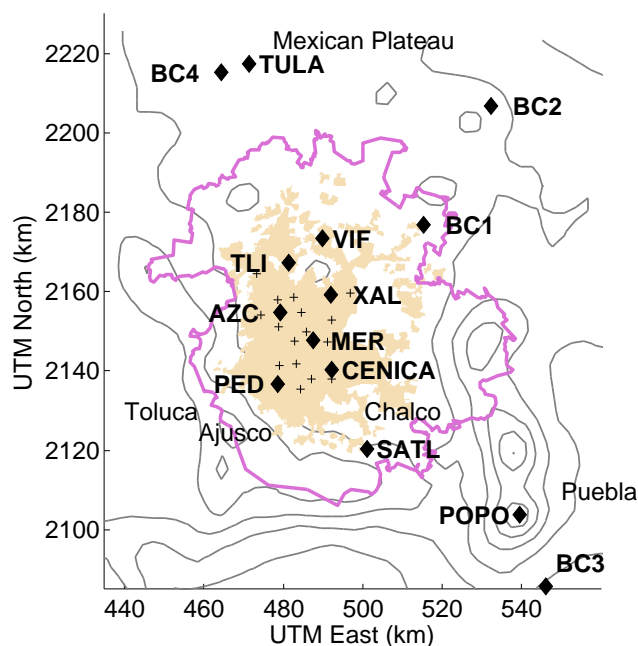 2220
Mexican Plateau
BC4
TULA
BC2
2200
2180
BC1
VIF
TLI
2160
XAL
AZC
MER
2140
PED
CENICA
Toluca
Chalco
Ajusco
2120
SATL
Puebla
POPO
2100
BC3
UTM North (km)
440 460 480 500 520 540
UTM East (km)